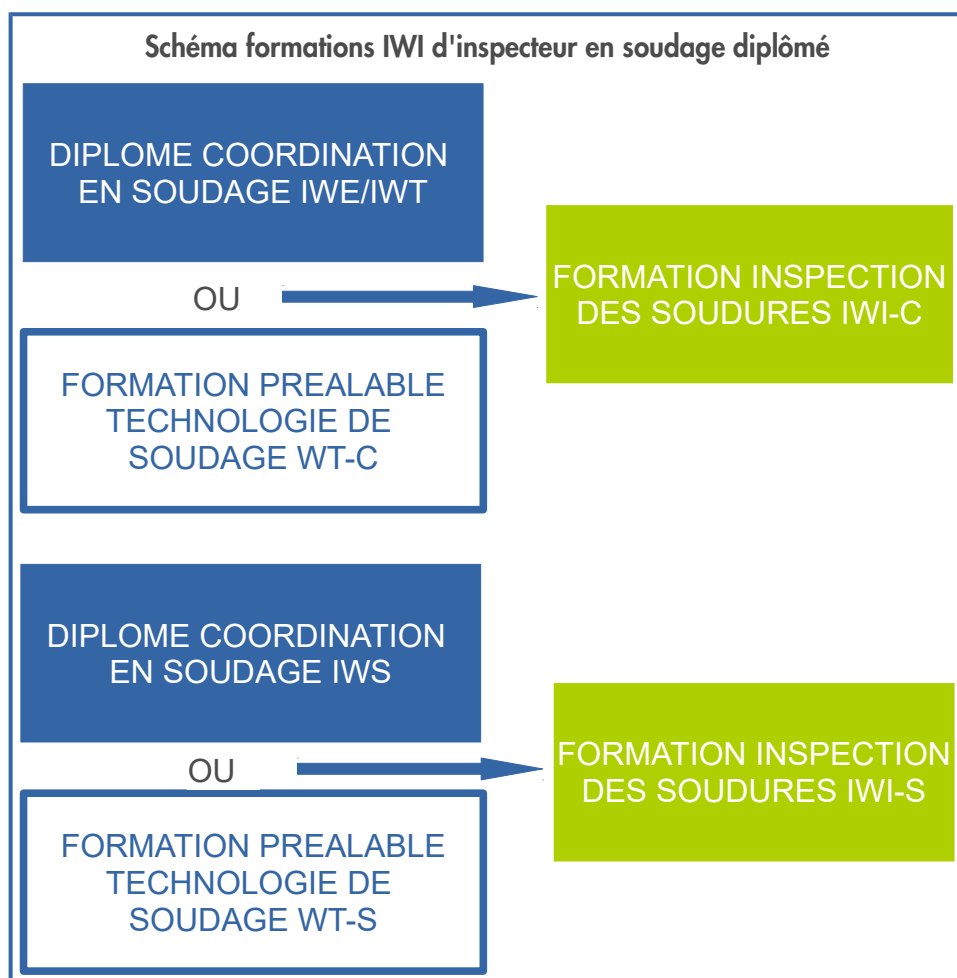 Schéma formations IWI d'inspecteur en soudage diplômé
DIPLOME COORDINATION
EN SOUDAGE IWE/IWT
OU
FORMATION PREALABLE
TECHNOLOGIE DE
SOUDAGE WT-C
FORMATION INSPECTION
DES SOUDURES IWI-C
DIPLOME COORDINATION
EN SOUDAGE IWS
OU
FORMATION PREALABLE
TECHNOLOGIE DE
SOUDAGE WT-S
FORMATION INSPECTION
DES SOUDURES IWI-S